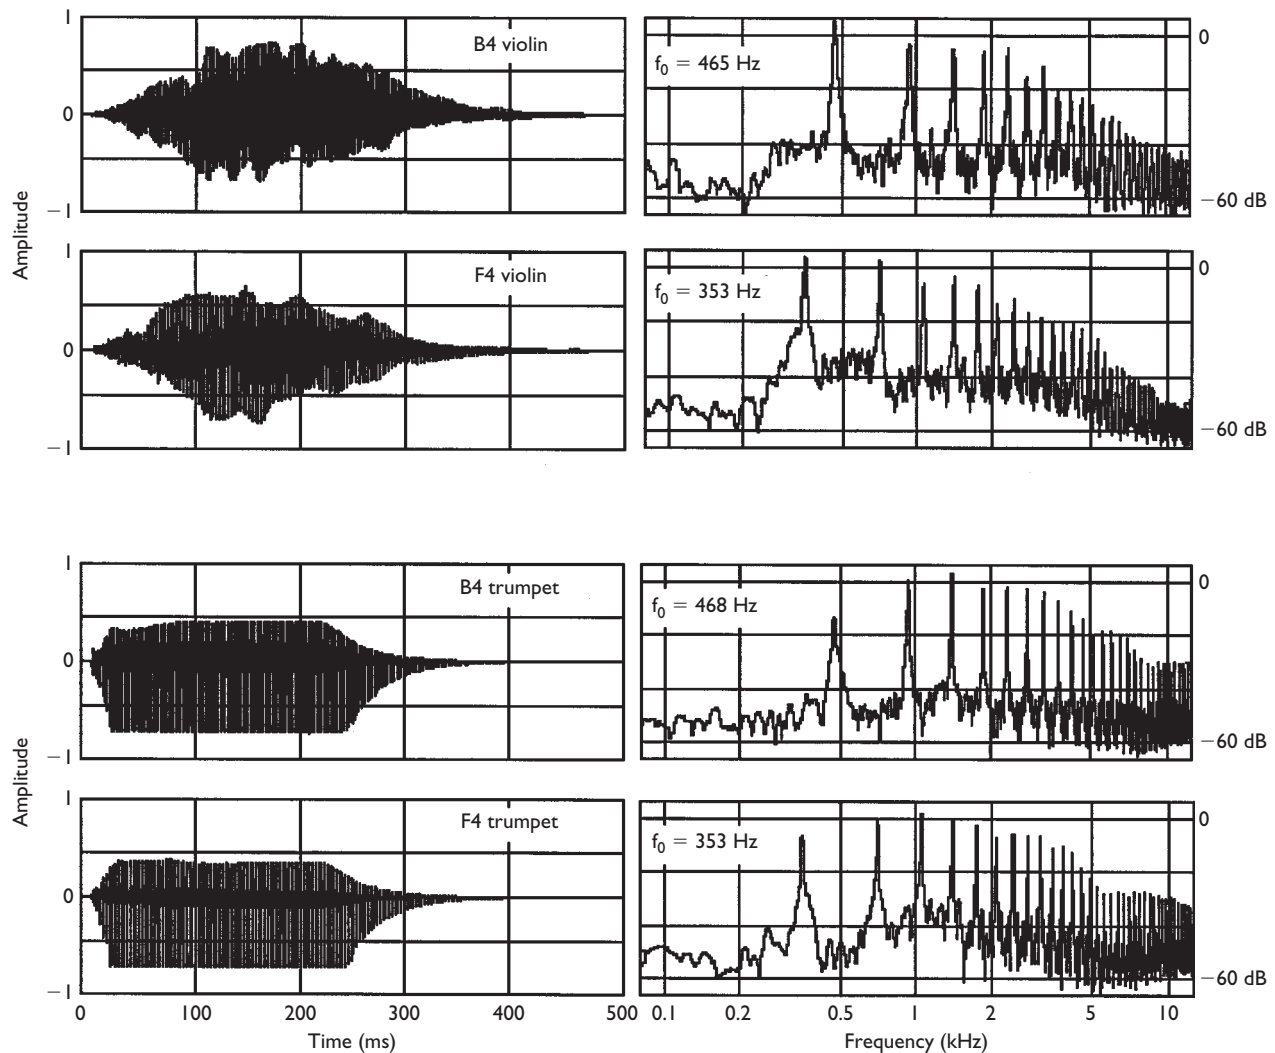 1
B4 violin
0
f0 = 465 Hz
0
−1
−60 dB
Amplitude
F4 violin
0
f0 = 353 Hz
0
−1
−60 dB
1
B4 trumpet
0
f0 = 468 Hz
0
−1
−60 dB
Amplitude
1
F4 trumpet
0
f0 = 353 Hz
0
−1
−60 dB
0 100 200 300 400 500
0.1 0.2 0.5 1 2 5 10
Time (ms)
Frequency (kHz)
1